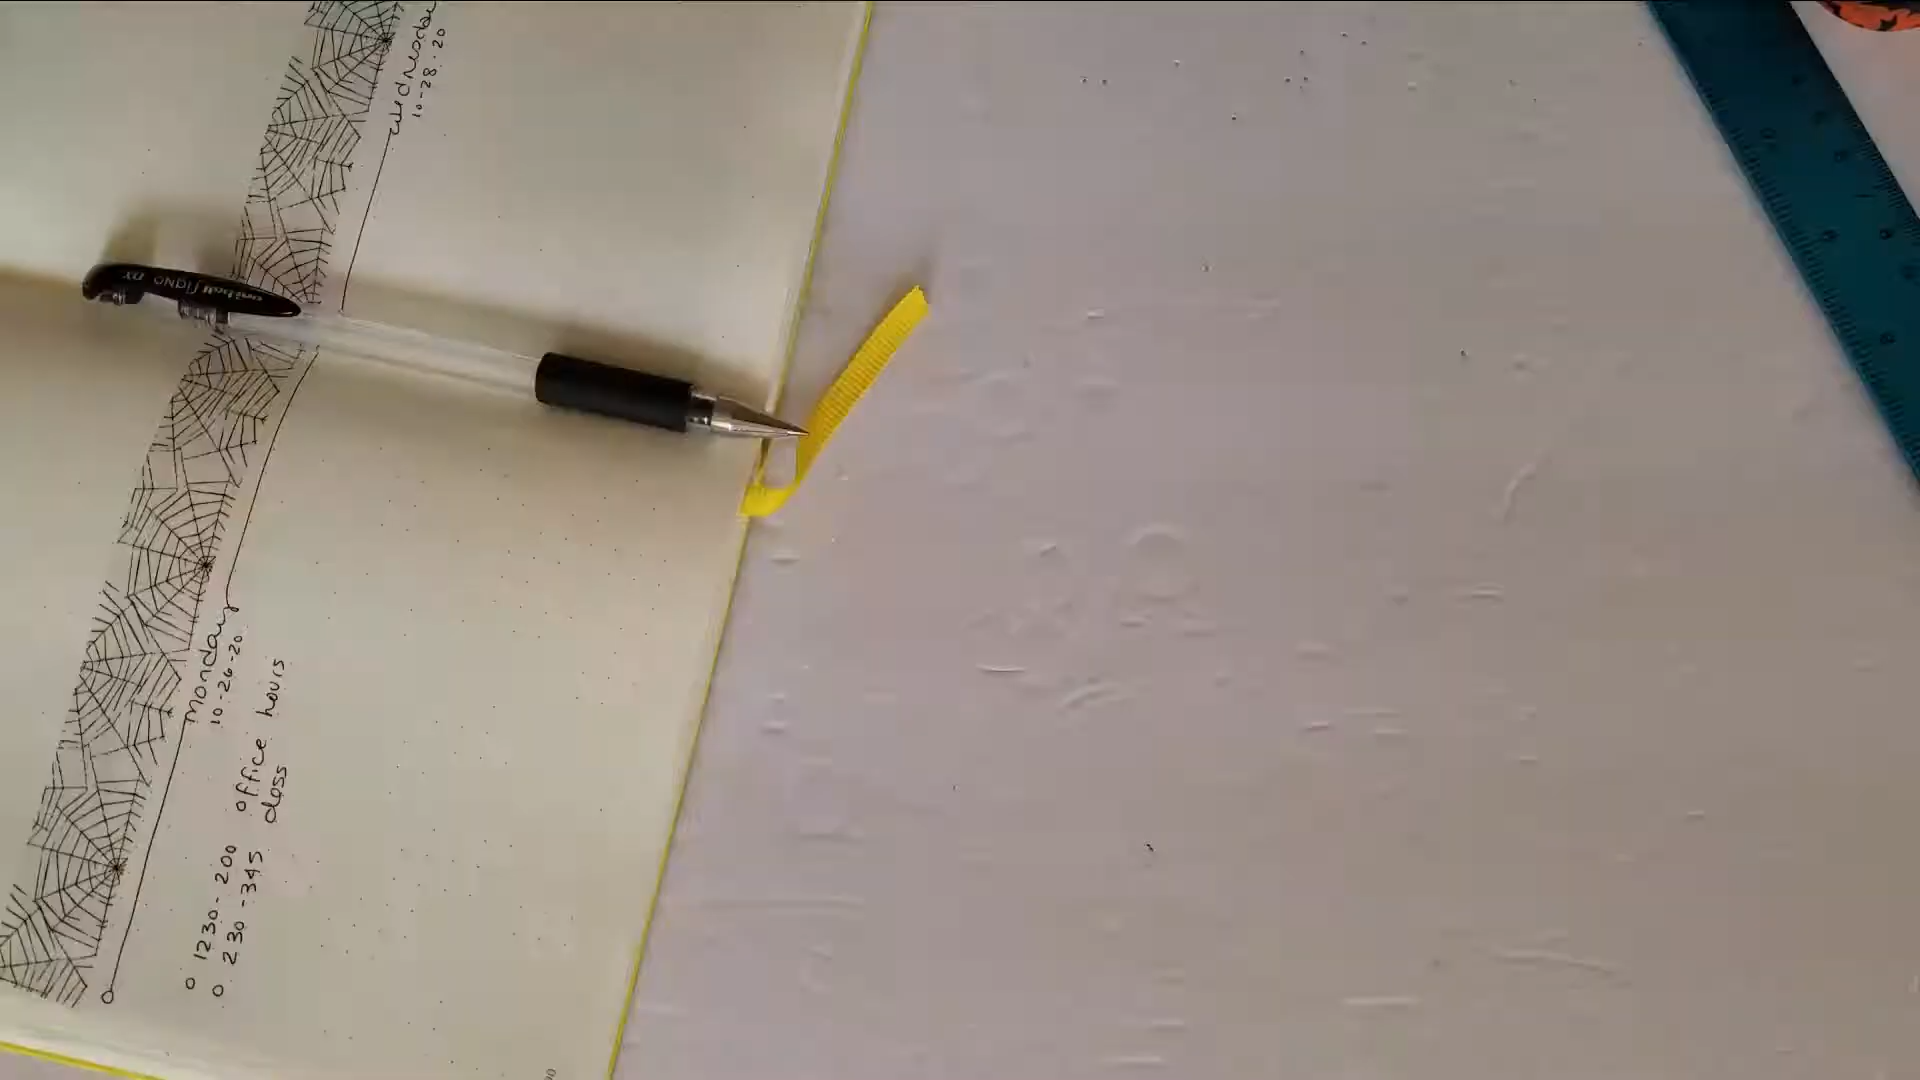 monday
10-26-20
o 1230-200 office hours
o 230-345 class
wednesday
10-28-20
uni-ball SIGNO DX